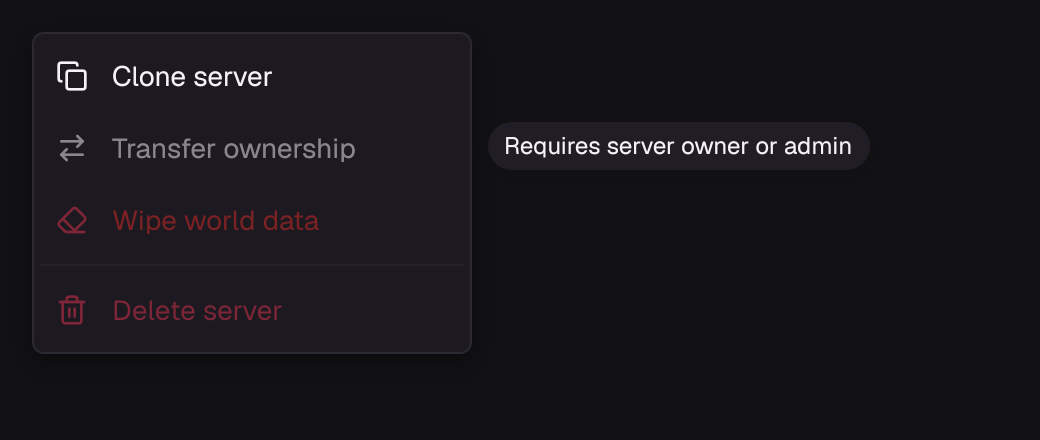 Clone server
Transfer ownership
Requires server owner or admin
Wipe world data
Delete server